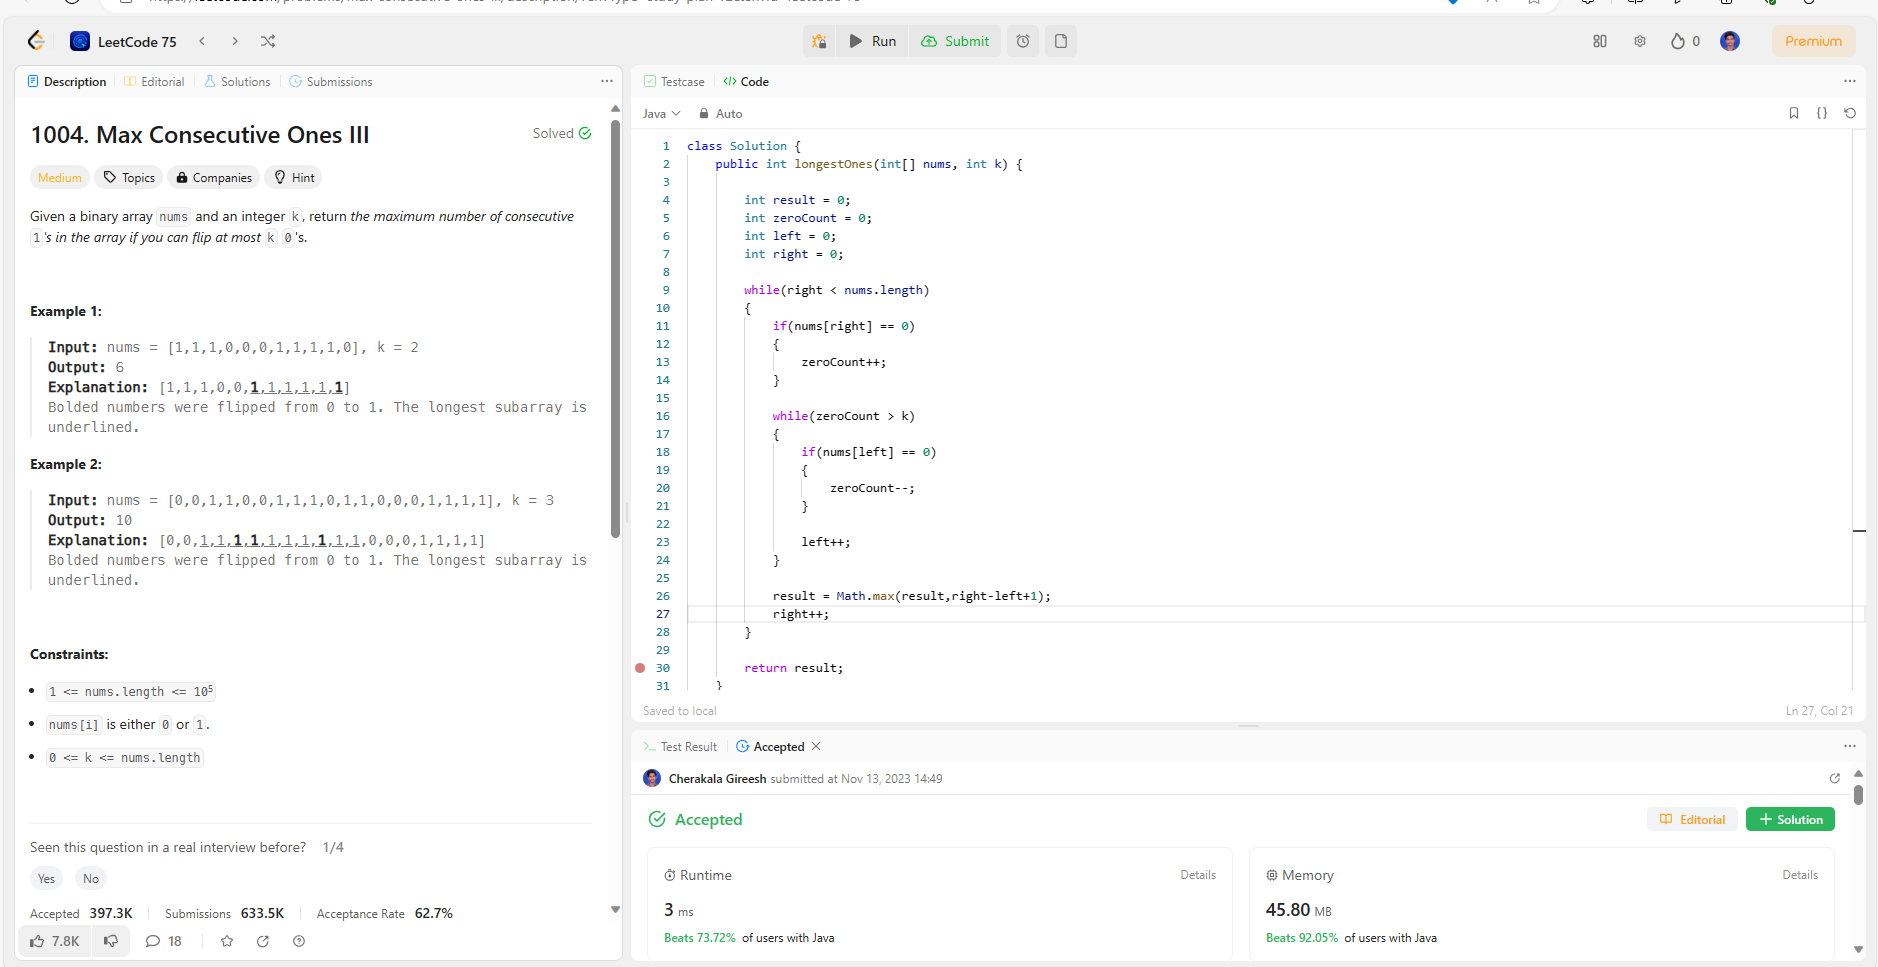 LeetCode 75
Run
Submit
0
Premium
Description
Editorial
Solutions
Submissions
1004. Max Consecutive Ones III
Solved
Medium
Topics
Companies
Hint
Given a binary array nums and an integer k, return the maximum number of consecutive
1's in the array if you can flip at most k 0's.
Example 1:
Input: nums = [1,1,1,0,0,0,1,1,1,1,0], k = 2
Output: 6
Explanation: [1,1,1,0,0,1,1,1,1,1,1]
Bolded numbers were flipped from 0 to 1. The longest subarray is
underlined.
Example 2:
Input: nums = [0,0,1,1,0,0,1,1,1,0,1,1,0,0,0,1,1,1,1], k = 3
Output: 10
Explanation: [0,0,1,1,1,1,1,1,1,1,1,1,0,0,0,1,1,1,1]
Bolded numbers were flipped from 0 to 1. The longest subarray is
underlined.
Constraints:
• 1 <= nums.length <= 10⁵
• nums[i] is either 0 or 1.
• 0 <= k <= nums.length
Seen this question in a real interview before? 1/4
Yes
No
Accepted 397.3K
Submissions 633.5K
Acceptance Rate 62.7%
7.8K
18
Testcase
</> Code
Java
Auto
1 class Solution {
2 public int longestOnes(int[] nums, int k) {
3
4 int result = 0;
5 int zeroCount = 0;
6 int left = 0;
7 int right = 0;
8
9 while(right < nums.length)
10 {
11 if(nums[right] == 0)
12 {
13 zeroCount++;
14 }
15
16 while(zeroCount > k)
17 {
18 if(nums[left] == 0)
19 {
20 zeroCount--;
21 }
22
23 left++;
24 }
25
26 result = Math.max(result,right-left+1);
27 right++;
28 }
29
30 return result;
31 }
Saved to local
Ln 27, Col 21
Test Result
Accepted
Cherakala Gireesh submitted at Nov 13, 2023 14:49
Accepted
Editorial
+ Solution
Runtime
Details
3 ms
Beats 73.72% of users with Java
Memory
Details
45.80 MB
Beats 92.05% of users with Java